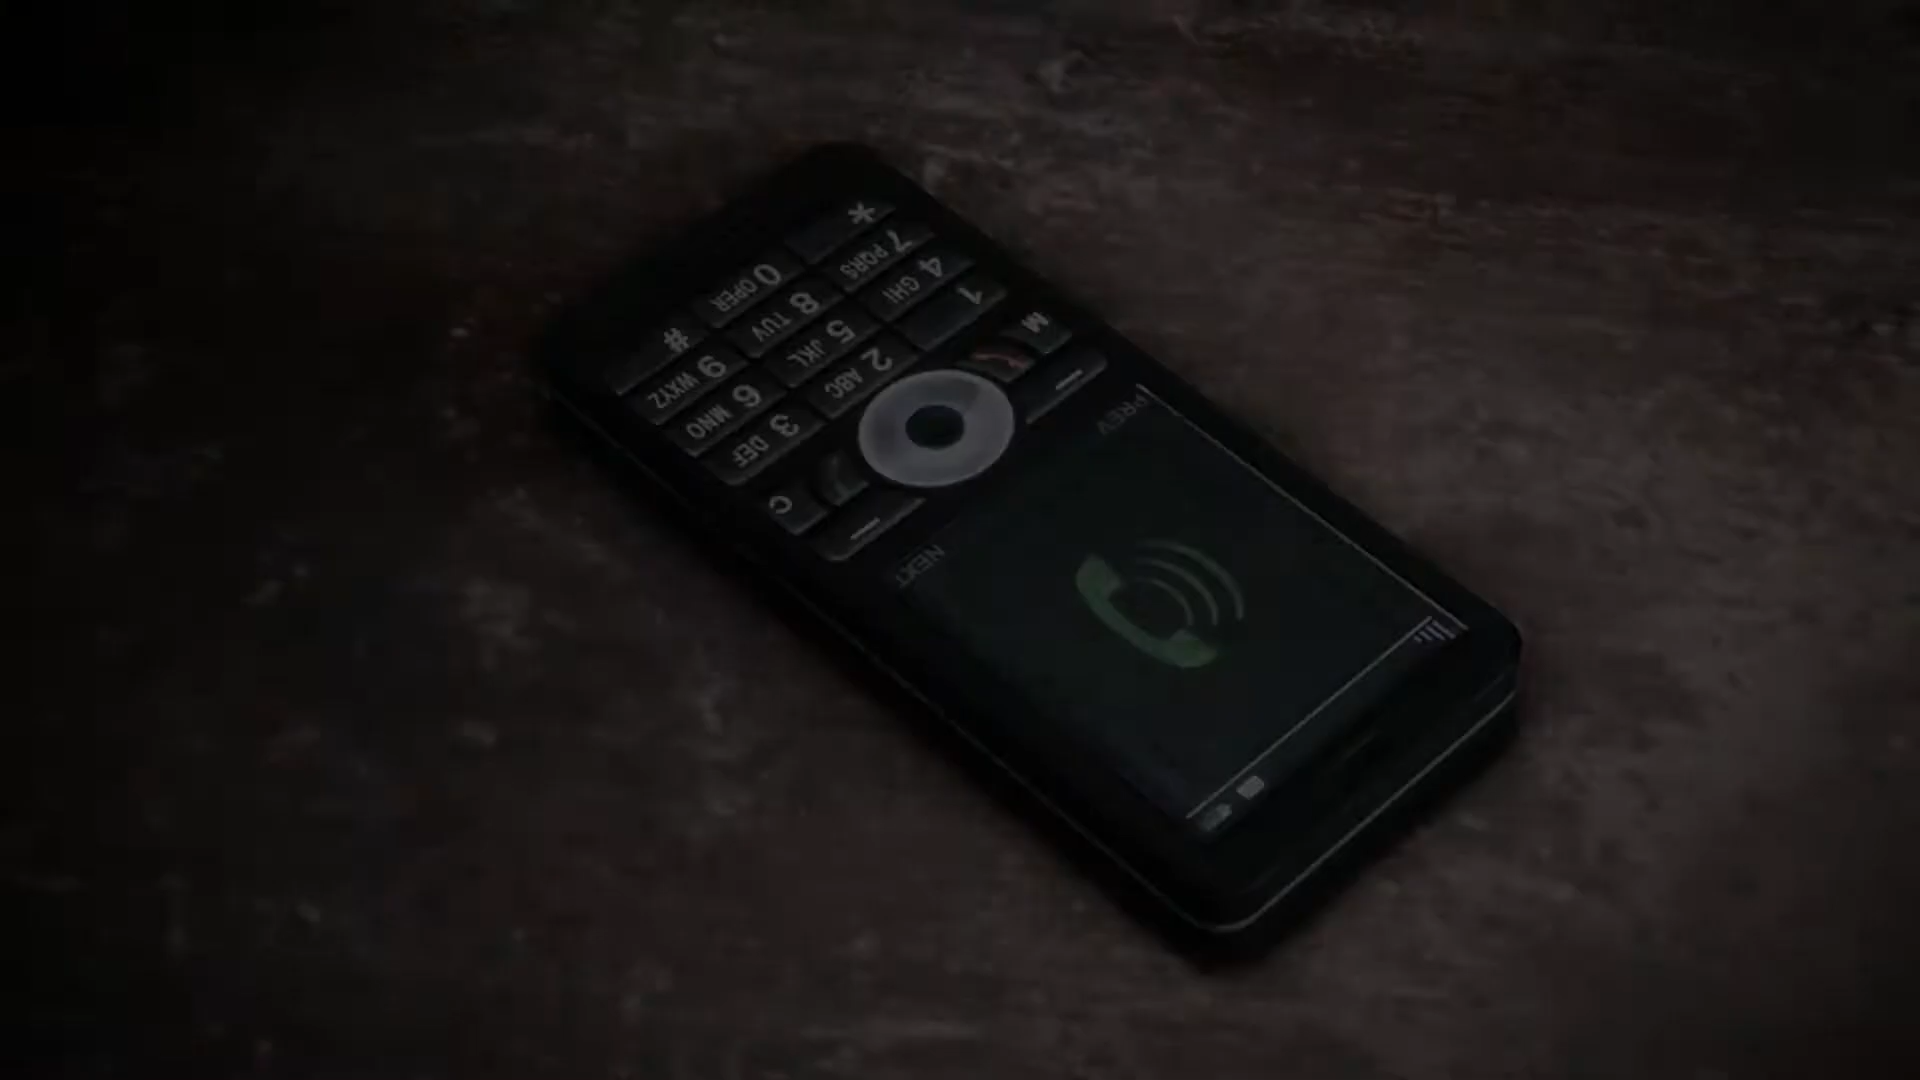 PREV NEXT
M C
1 2 ABC 3 DEF
4 GHI 5 JKL 6 MNO
7 PQRS 8 TUV 9 WXYZ
* 0 OPER #